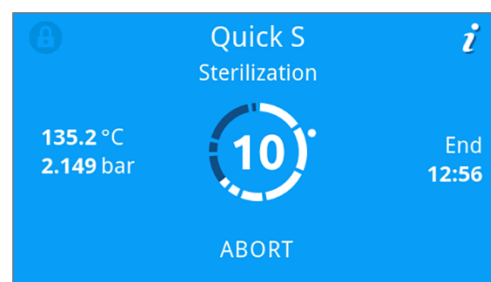 Quick S
i
Sterilization
135.2 °C
2.149 bar
10
End
12:56
ABORT